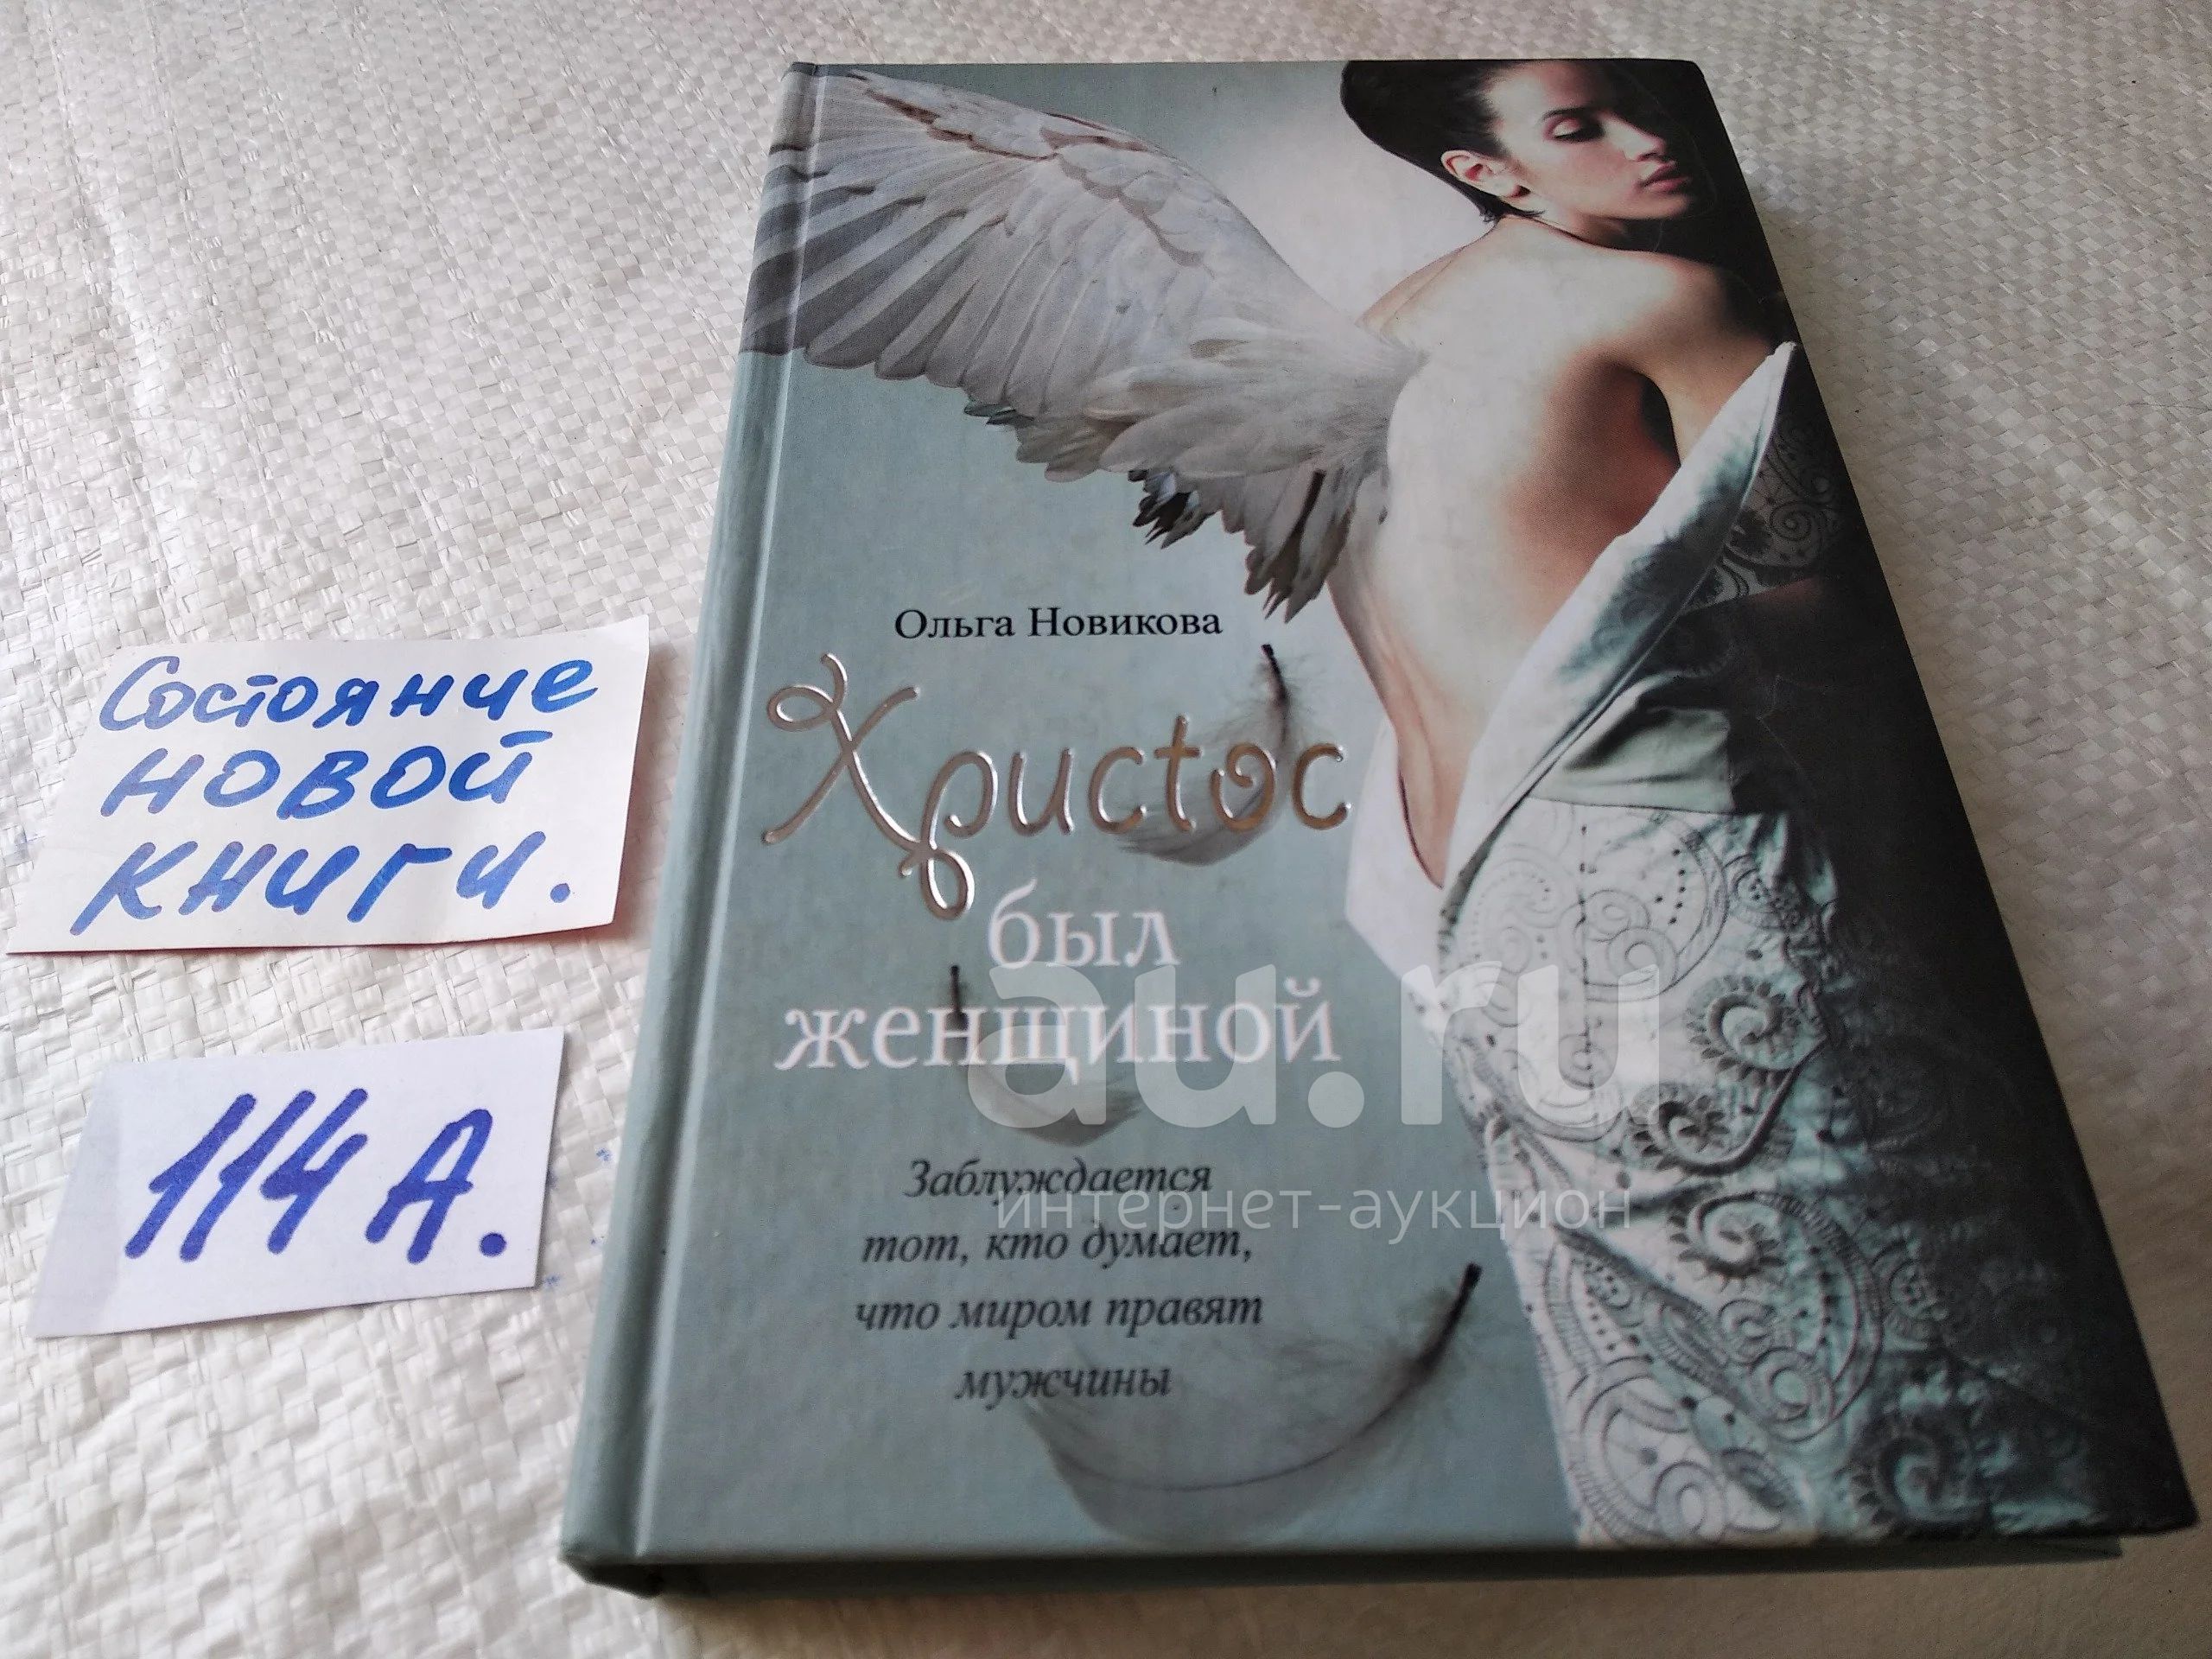 Ольга Новикова
Христос
был
женщиной
Заблуждается
тот, кто думает,
что миром правят
мужчины
Состояние
новой
книги.
114 А.
au.ru
интернет-аукцион